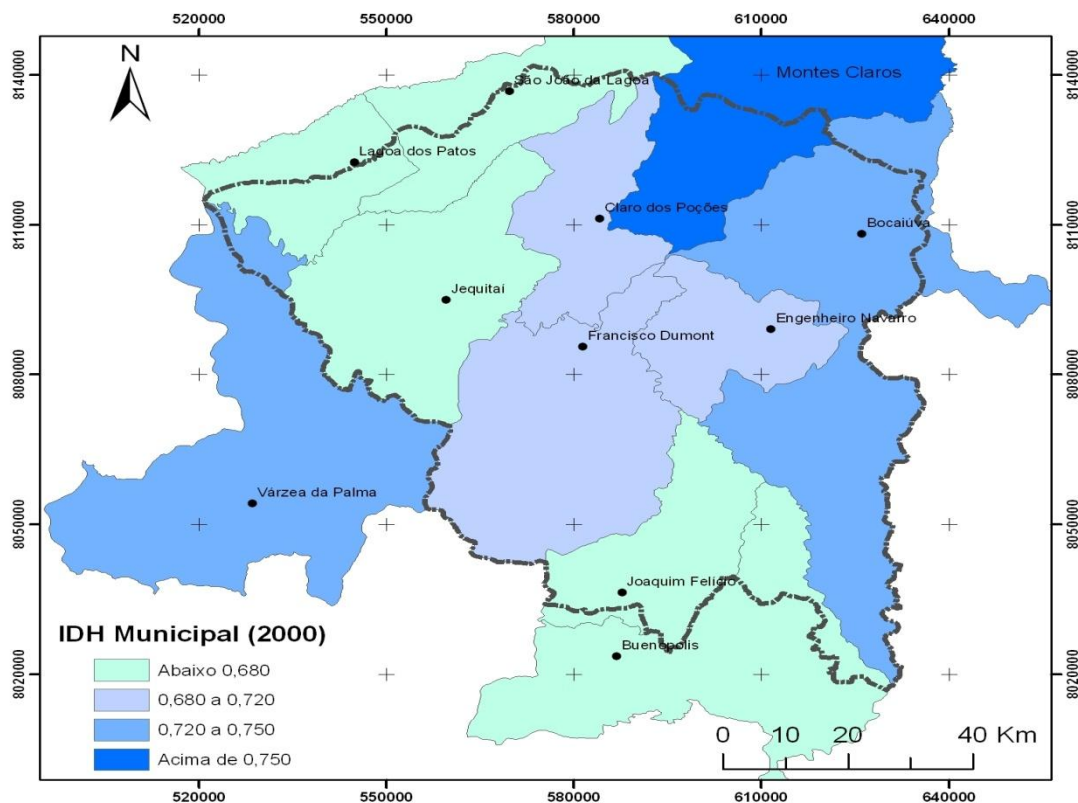 520000 550000 580000 610000 640000
N
8140000 8140000
Montes Claros
São João da Lagoa
Lagoa dos Patos
Claro dos Poções
8110000 8110000
Bocaiúva
Jequitaí
Engenheiro Navarro
Francisco Dumont
8080000 8080000
Várzea da Palma
8050000 8050000
Joaquim Felício
IDH Municipal (2000)
Buenópolis
Abaixo 0,680
8020000 8020000
0,680 a 0,720
0,720 a 0,750
0 10 20 40 Km
Acima de 0,750
520000 550000 580000 610000 640000